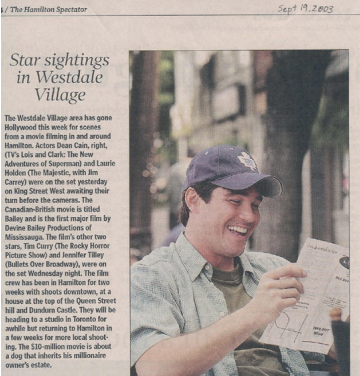 / The Hamilton Spectator
Sept 19, 2003
Star sightings
in Westdale
Village
The Westdale Village area has gone
Hollywood this week for scenes
from a movie filming in and around
Hamilton. Actors Dean Cain, right,
(TV's Lois and Clark: The New
Adventures of Superman) and Laurie
Holden (The Majestic, with Jim
Carrey) were on the set yesterday
on King Street West awaiting their
turn before the cameras. The
Canadian-British movie is titled
Bailey and is the first major film by
Devine Bailey Productions of
Mississauga. The film's other two
stars, Tim Curry (The Rocky Horror
Picture Show) and Jennifer Tilley
(Bullets Over Broadway), were on
the set Wednesday night. The film
crew has been in Hamilton for two
weeks with shoots downtown, at a
house at the top of the Queen Street
hill and Dundurn Castle. They will be
heading to a studio in Toronto for
awhile but returning to Hamilton in
a few weeks for more local shoot-
ing. The $10-million movie is about
a dog that inherits his millionaire
owner's estate.